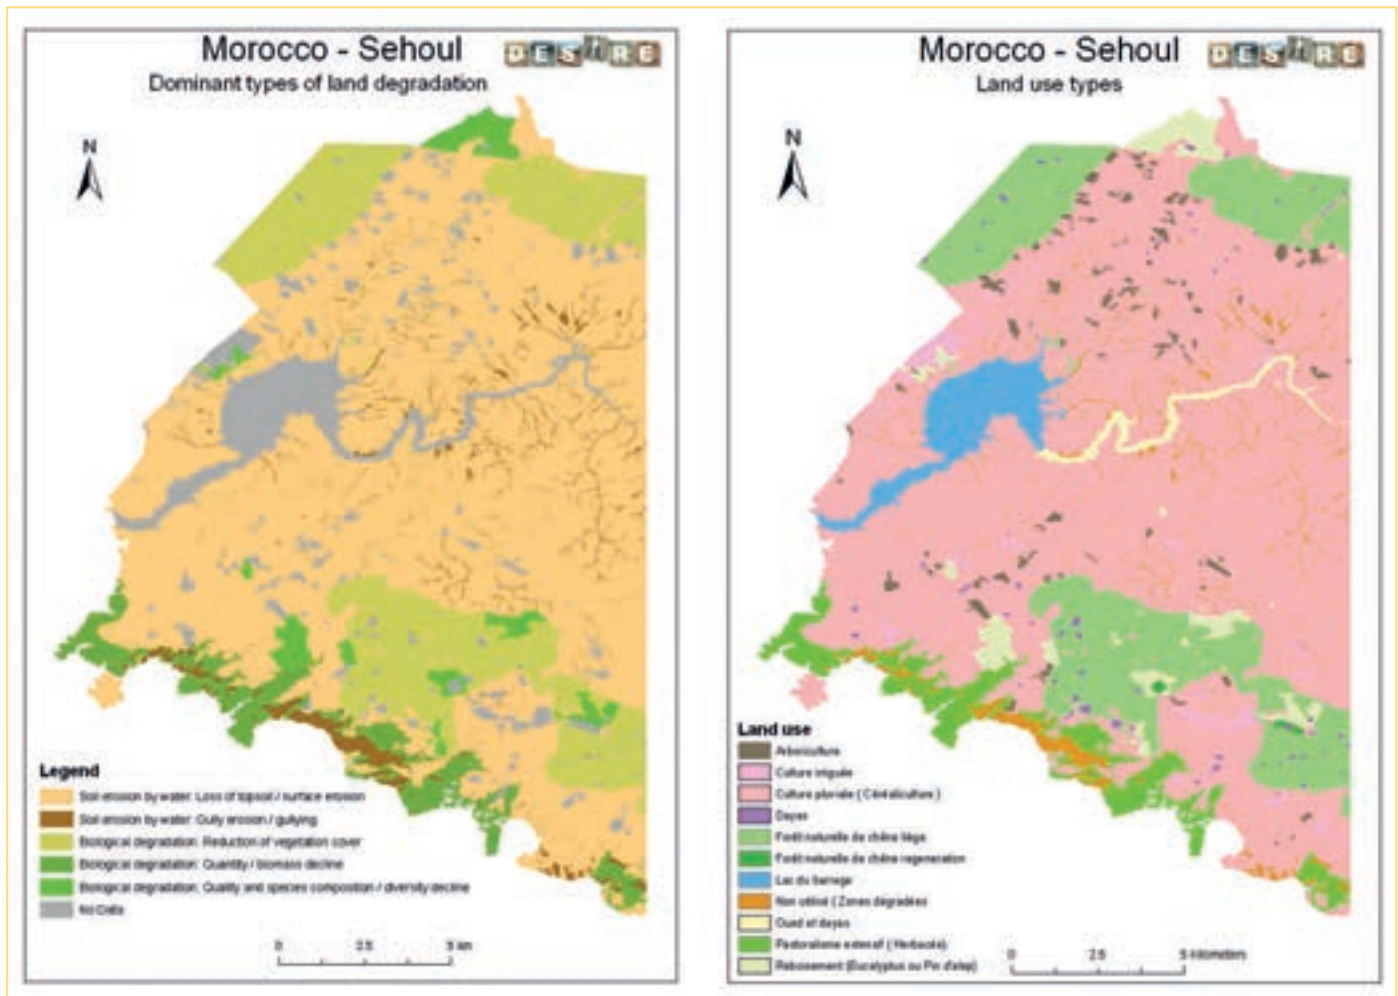 Morocco - Sehoul
DESIRE
Dominant types of land degradation
N
Legend
Soil erosion by water: Loss of topsoil / surface erosion
Soil erosion by water: Gully erosion / gullying
Biological degradation: Reduction of vegetation cover
Biological degradation: Quantity / biomass decline
Biological degradation: Quality and species composition / diversity decline
No Data
0 2.5 5 km
Morocco - Sehoul
DESIRE
Land use types
N
Land use
Arboriculture
Culture irriguée
Culture pluviale ( Céréaliculture )
Dayas
Forêt naturelle de chêne liège
Forêt naturelle de chêne regeneration
Lac du barrage
Non utilisé ( Zones dégradées
Oued et dayas
Pastoralisme extensif ( Herbacée)
Reboisement (Eucalyptus ou Pin d'alep)
0 2.5 5 Kilometers